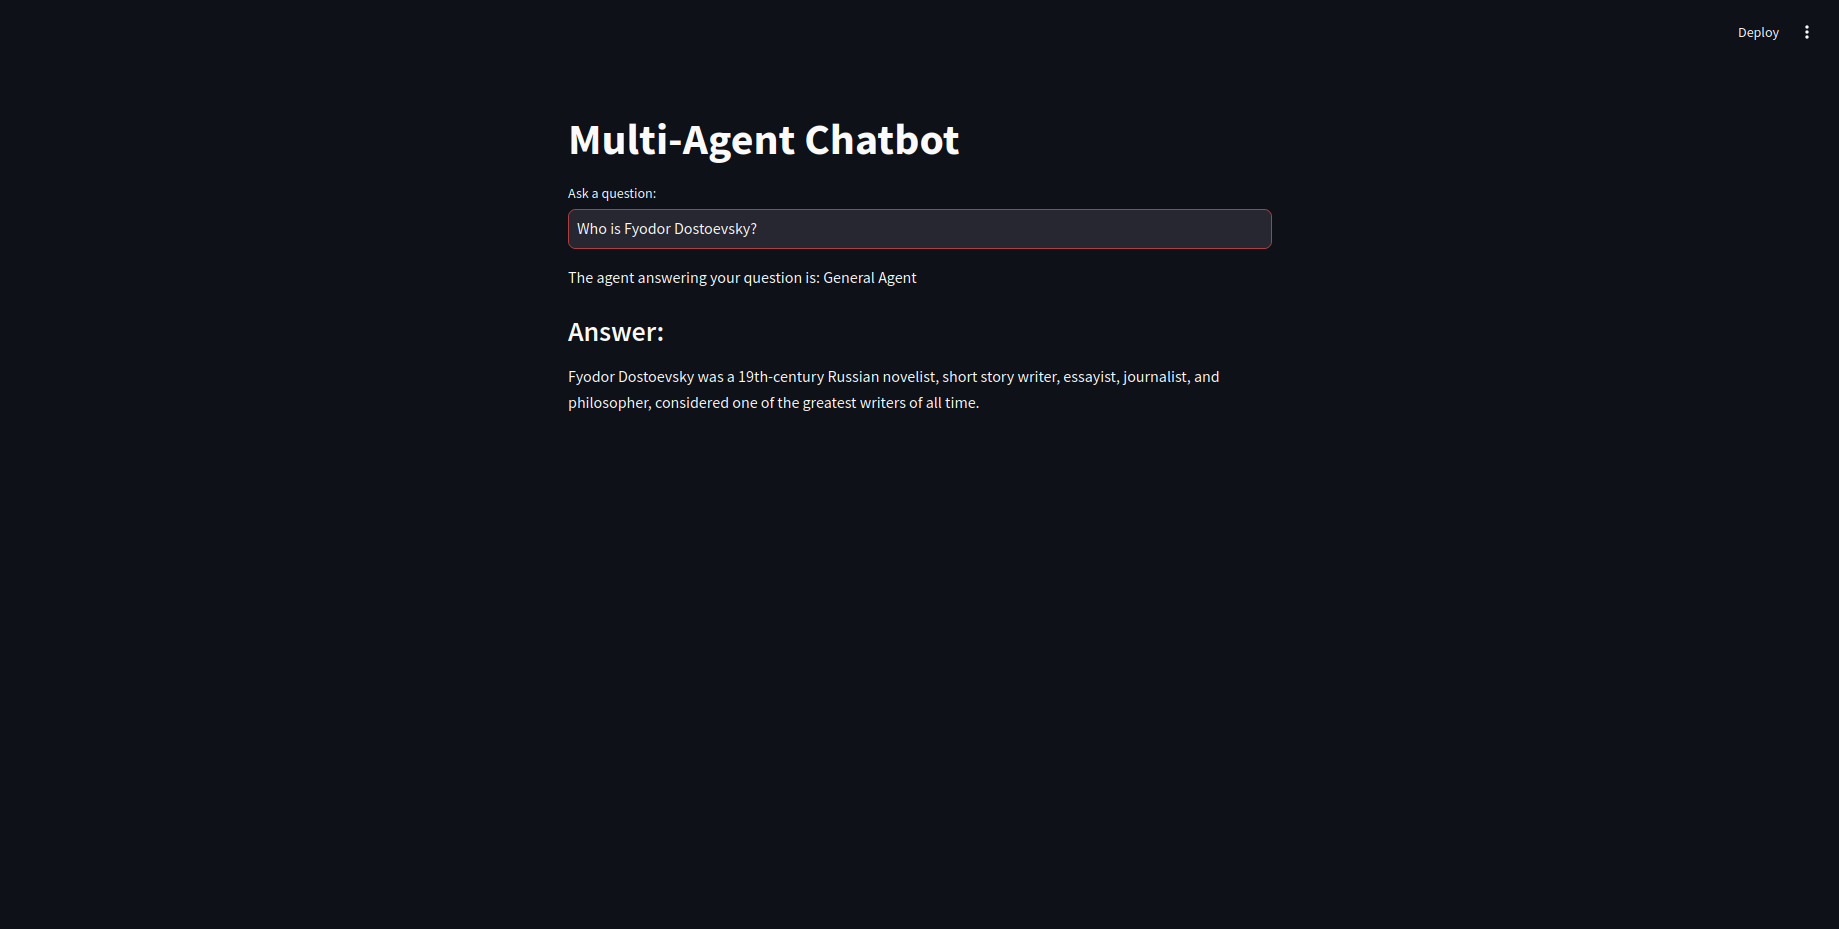 Deploy
Multi-Agent Chatbot
Ask a question:
Who is Fyodor Dostoevsky?
The agent answering your question is: General Agent
Answer:
Fyodor Dostoevsky was a 19th-century Russian novelist, short story writer, essayist, journalist, and
philosopher, considered one of the greatest writers of all time.